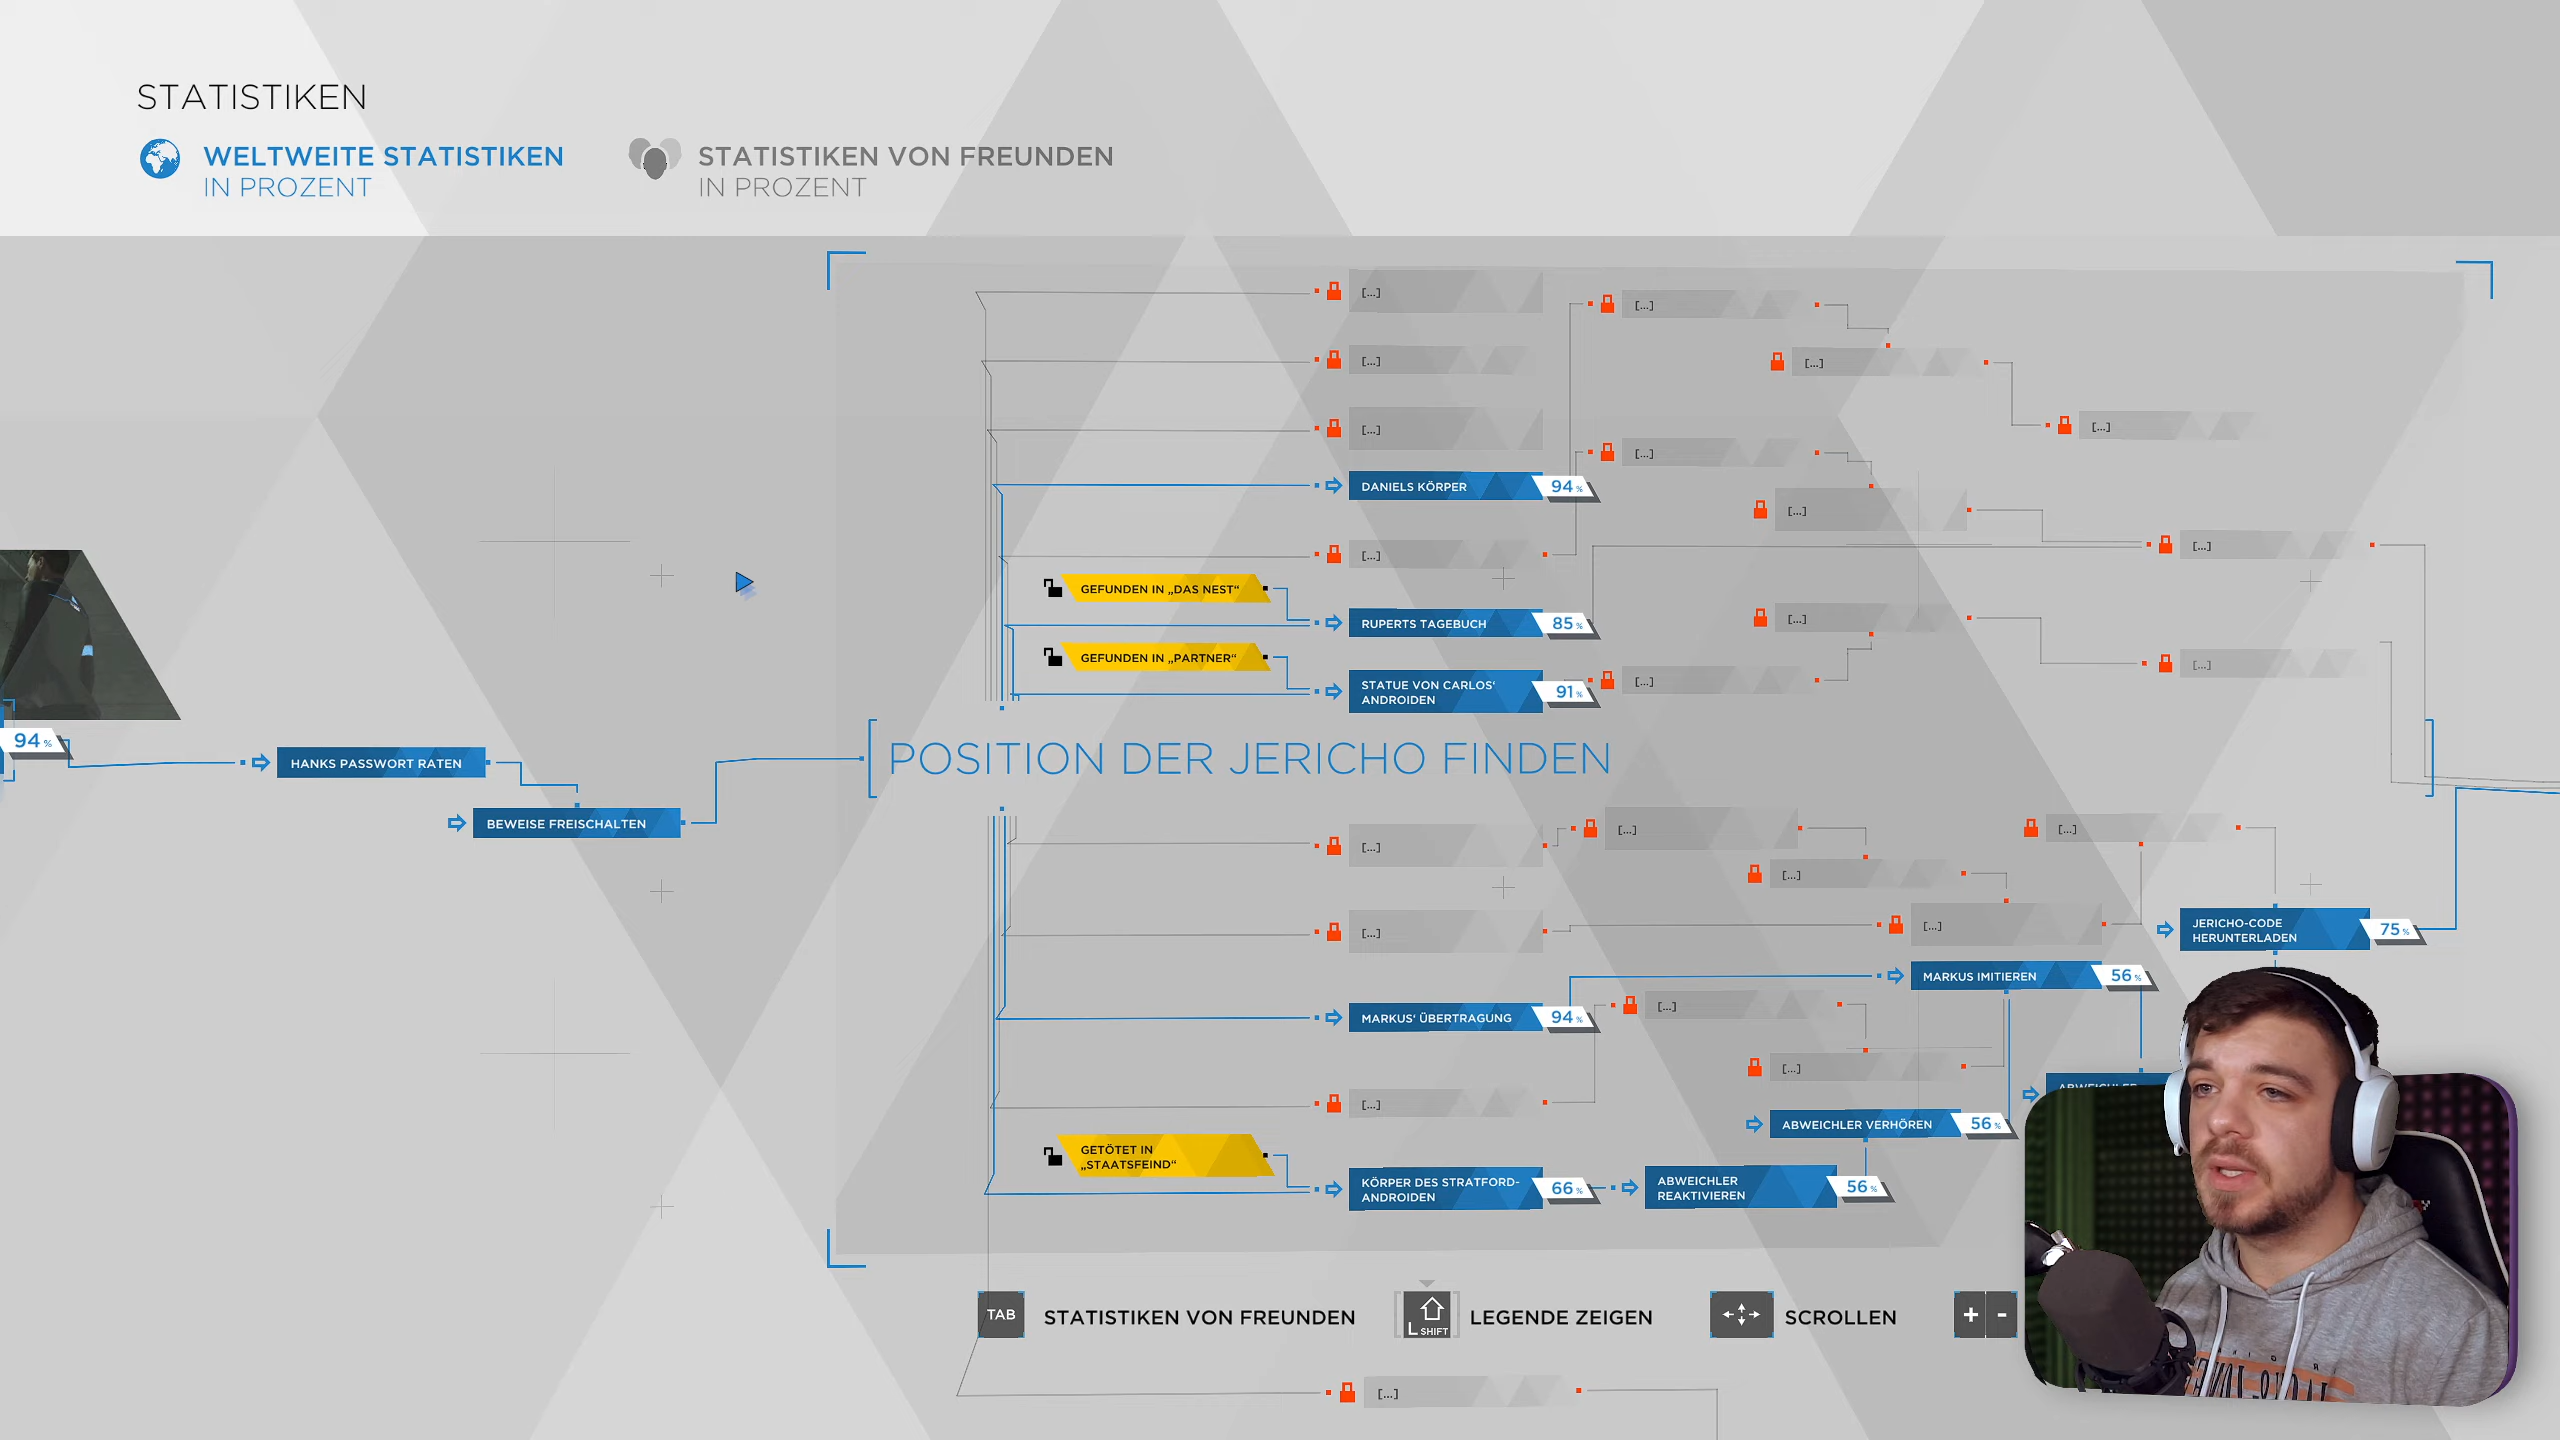 STATISTIKEN
WELTWEITE STATISTIKEN
IN PROZENT
STATISTIKEN VON FREUNDEN
IN PROZENT
[...]
[...]
[...]
[...]
[...]
[...]
[...]
DANIELS KÖRPER
94 %
[...]
[...]
[...]
GEFUNDEN IN „DAS NEST“
RUPERTS TAGEBUCH
85 %
[...]
GEFUNDEN IN „PARTNER“
[...]
STATUE VON CARLOS‘
ANDROIDEN
91 %
[...]
94 %
HANKS PASSWORT RATEN
BEWEISE FREISCHALTEN
POSITION DER JERICHO FINDEN
[...]
[...]
[...]
[...]
[...]
[...]
JERICHO-CODE
HERUNTERLADEN
75 %
MARKUS IMITIEREN
56 %
MARKUS‘ ÜBERTRAGUNG
94 %
[...]
[...]
[...]
ABWEICHLER VERHÖREN
56 %
GETÖTET IN
„STAATSFEIND“
KÖRPER DES STRATFORD-
ANDROIDEN
66 %
ABWEICHLER
REAKTIVIEREN
56 %
TAB
STATISTIKEN VON FREUNDEN
L SHIFT
LEGENDE ZEIGEN
SCROLLEN
+ -
[...]